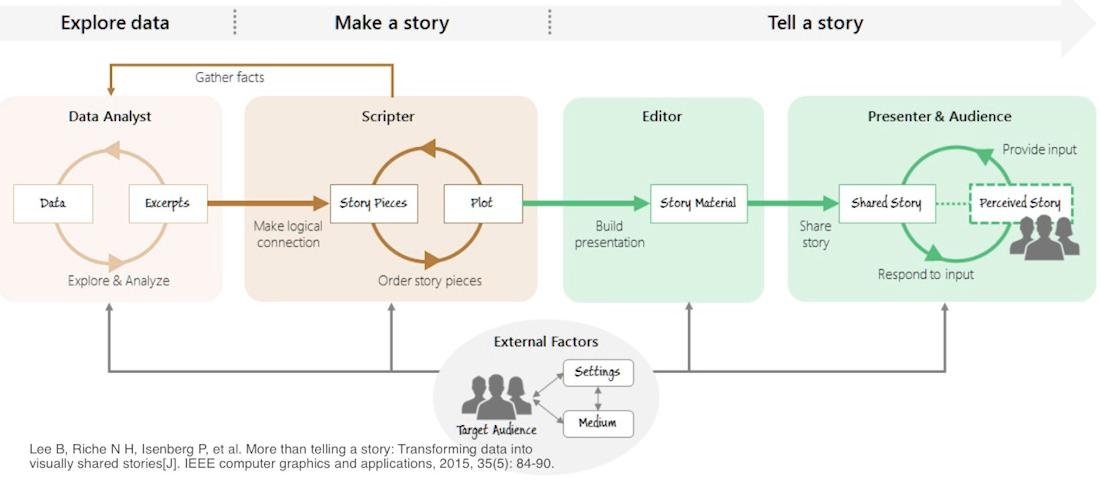 Explore data
Make a story
Tell a story
Gather facts
Data Analyst
Scripter
Editor
Presenter & Audience
Provide input
Data
Excerpts
Story Pieces
Plot
Story Material
Shared Story
Perceived Story
Make logical
connection
Build
presentation
Share
story
Explore & Analyze
Order story pieces
Respond to input
External Factors
Settings
Medium
Target Audience
Lee B, Riche N H, Isenberg P, et al. More than telling a story: Transforming data into
visually shared stories[J]. IEEE computer graphics and applications, 2015, 35(5): 84-90.